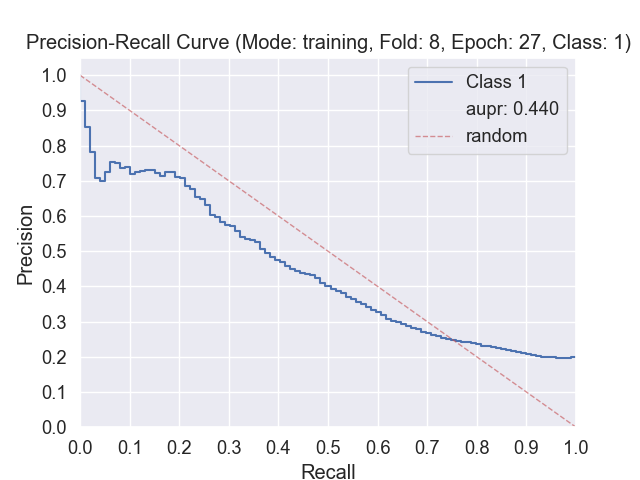 Precision-Recall Curve (Mode: training, Fold: 8, Epoch: 27, Class: 1)
Class 1
aupr: 0.440
random
Precision
1.0
0.9
0.8
0.7
0.6
0.5
0.4
0.3
0.2
0.1
0.0
0.0 0.1 0.2 0.3 0.4 0.5 0.6 0.7 0.8 0.9 1.0
Recall